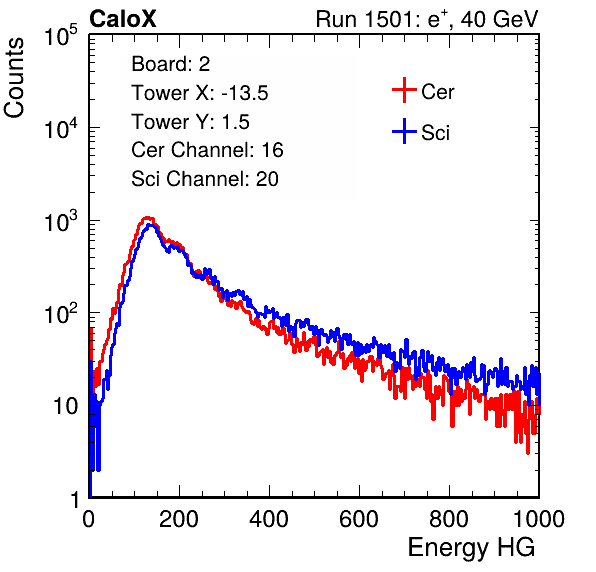 CaloX Run 1501: e⁺, 40 GeV
Counts
10⁵
10⁴
10³
10²
10
1
Board: 2
Tower X: -13.5
Tower Y: 1.5
Cer Channel: 16
Sci Channel: 20
Cer
Sci
0 200 400 600 800 1000
Energy HG